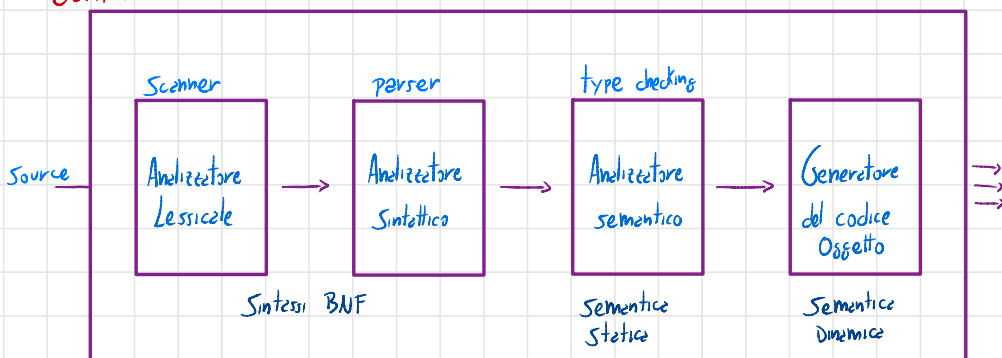 Scanner
parser
type checking
Source
Analizzatore
Lessicale
Analizzatore
Sintattico
Analizzatore
semantico
Generatore
del codice
Oggetto
Sintassi BNF
Semantica
Statica
Semantica
Dinamica